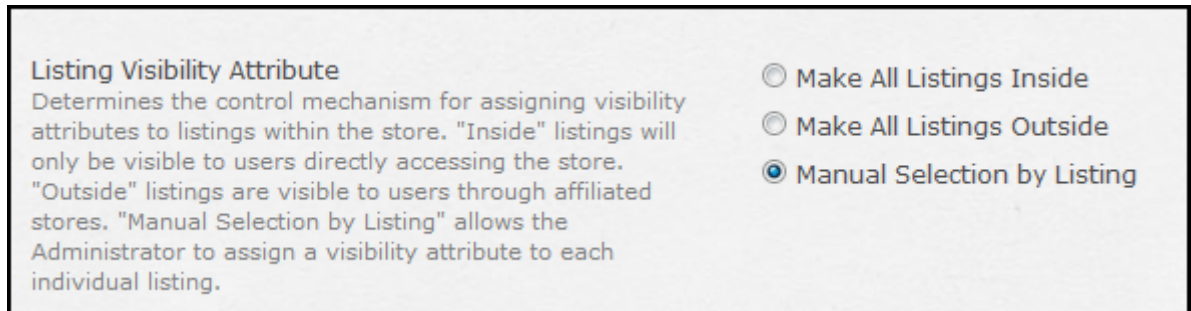 Listing Visibility Attribute
Determines the control mechanism for assigning visibility
attributes to listings within the store. "Inside" listings will
only be visible to users directly accessing the store.
"Outside" listings are visible to users through affiliated
stores. "Manual Selection by Listing" allows the
Administrator to assign a visibility attribute to each
individual listing.
Make All Listings Inside
Make All Listings Outside
Manual Selection by Listing